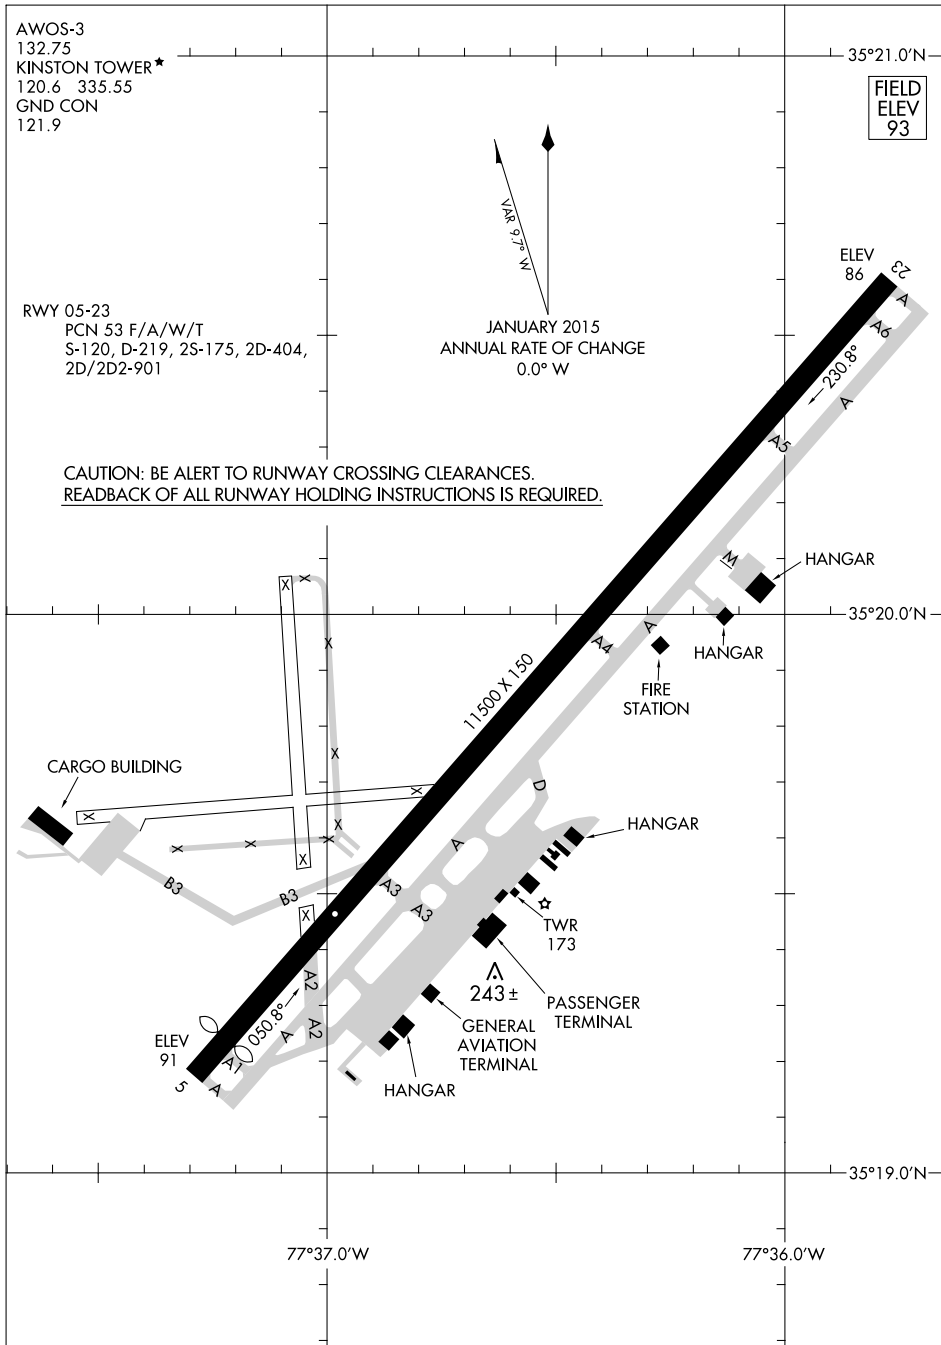 AWOS-3
132.75
KINSTON TOWER★
120.6 335.55
GND CON
121.9
35°21.0'N
FIELD
ELEV
93
VAR 9.7° W
JANUARY 2015
ANNUAL RATE OF CHANGE
0.0° W
ELEV
86
23
A
A6
230.8°
A
A5
RWY 05-23
PCN 53 F/A/W/T
S-120, D-219, 2S-175, 2D-404,
2D/2D2-901
CAUTION: BE ALERT TO RUNWAY CROSSING CLEARANCES.
READBACK OF ALL RUNWAY HOLDING INSTRUCTIONS IS REQUIRED.
M
HANGAR
X
X
35°20.0'N
A
A4
X
HANGAR
FIRE
STATION
11500 X 150
X
CARGO BUILDING
D
X
X
X
HANGAR
X
X
X
X
A
B3
B3
A3
A3
X
TWR
173
243±
A2
PASSENGER
TERMINAL
050.8°
A2
A
GENERAL
AVIATION
TERMINAL
ELEV
91
A1
5
A
HANGAR
35°19.0'N
77°37.0'W
77°36.0'W